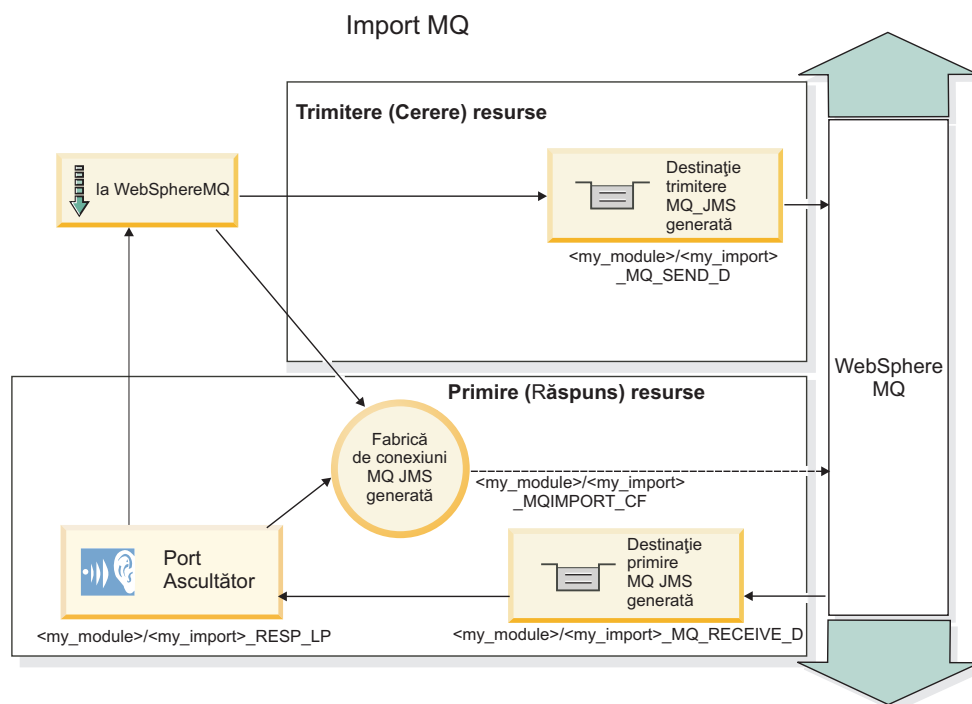 Import MQ
Trimitere (Cerere) resurse
la WebSphereMQ
Destinaţie
trimitere
MQ_JMS
generată
<my_module>/<my_import>
_MQ_SEND_D
WebSphere
MQ
Primire (Răspuns) resurse
Fabrică
de conexiuni
MQ JMS
generată
<my_module>/<my_import>
_MQIMPORT_CF
Port
Ascultător
<my_module>/<my_import>_RESP_LP
Destinaţie
primire
MQ JMS
generată
<my_module>/<my_import>_MQ_RECEIVE_D